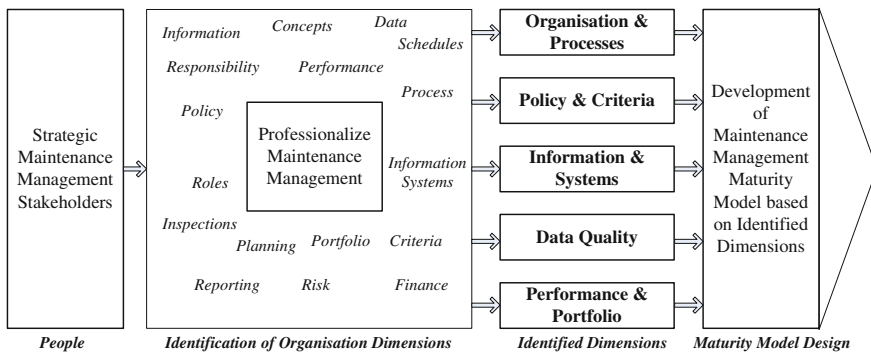 Strategic
Maintenance
Management
Stakeholders
People
Information
Concepts
Data
Schedules
Responsibility
Performance
Process
Policy
Professionalize
Maintenance
Management
Information
Systems
Roles
Inspections
Planning
Portfolio
Criteria
Reporting
Risk
Finance
Identification of Organisation Dimensions
Organisation &
Processes
Policy & Criteria
Information &
Systems
Data Quality
Performance &
Portfolio
Identified Dimensions
Development
of
Maintenance
Management
Maturity
Model based
on Identified
Dimensions
Maturity Model Design